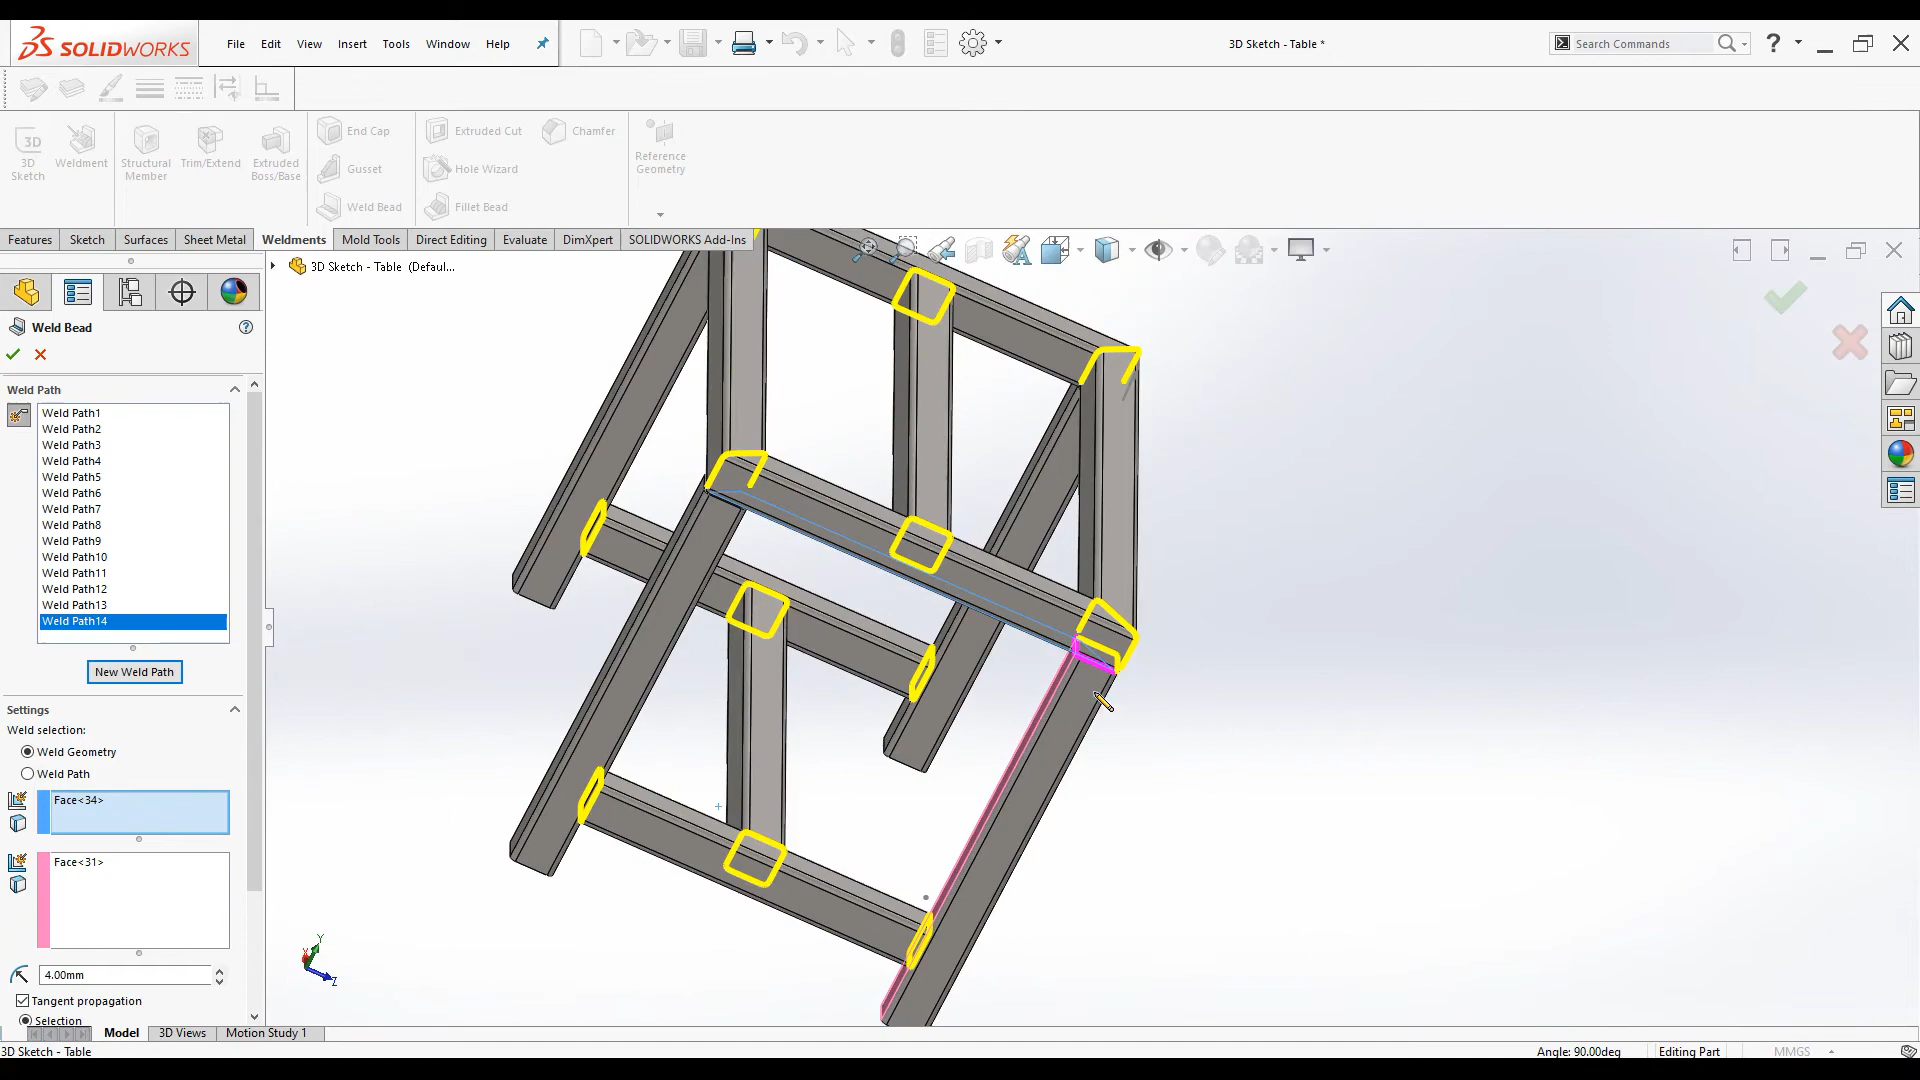 SOLIDWORKS
File Edit View Insert Tools Window Help
3D Sketch - Table *
Search Commands
?
3D Sketch
Weldment
Structural Member
Trim/Extend
Extruded Boss/Base
End Cap
Gusset
Weld Bead
Extruded Cut
Hole Wizard
Fillet Bead
Chamfer
Reference Geometry
Features Sketch Surfaces Sheet Metal Weldments Mold Tools Direct Editing Evaluate DimXpert SOLIDWORKS Add-Ins
3D Sketch - Table (Defaul...
Weld Bead
Weld Path
Weld Path1
Weld Path2
Weld Path3
Weld Path4
Weld Path5
Weld Path6
Weld Path7
Weld Path8
Weld Path9
Weld Path10
Weld Path11
Weld Path12
Weld Path13
Weld Path14
New Weld Path
Settings
Weld selection:
Weld Geometry
Weld Path
Face<34>
Face<31>
4.00mm
Tangent propagation
Selection
X Y Z
Model 3D Views Motion Study 1
3D Sketch - Table
Angle: 90.00deg Editing Part MMGS